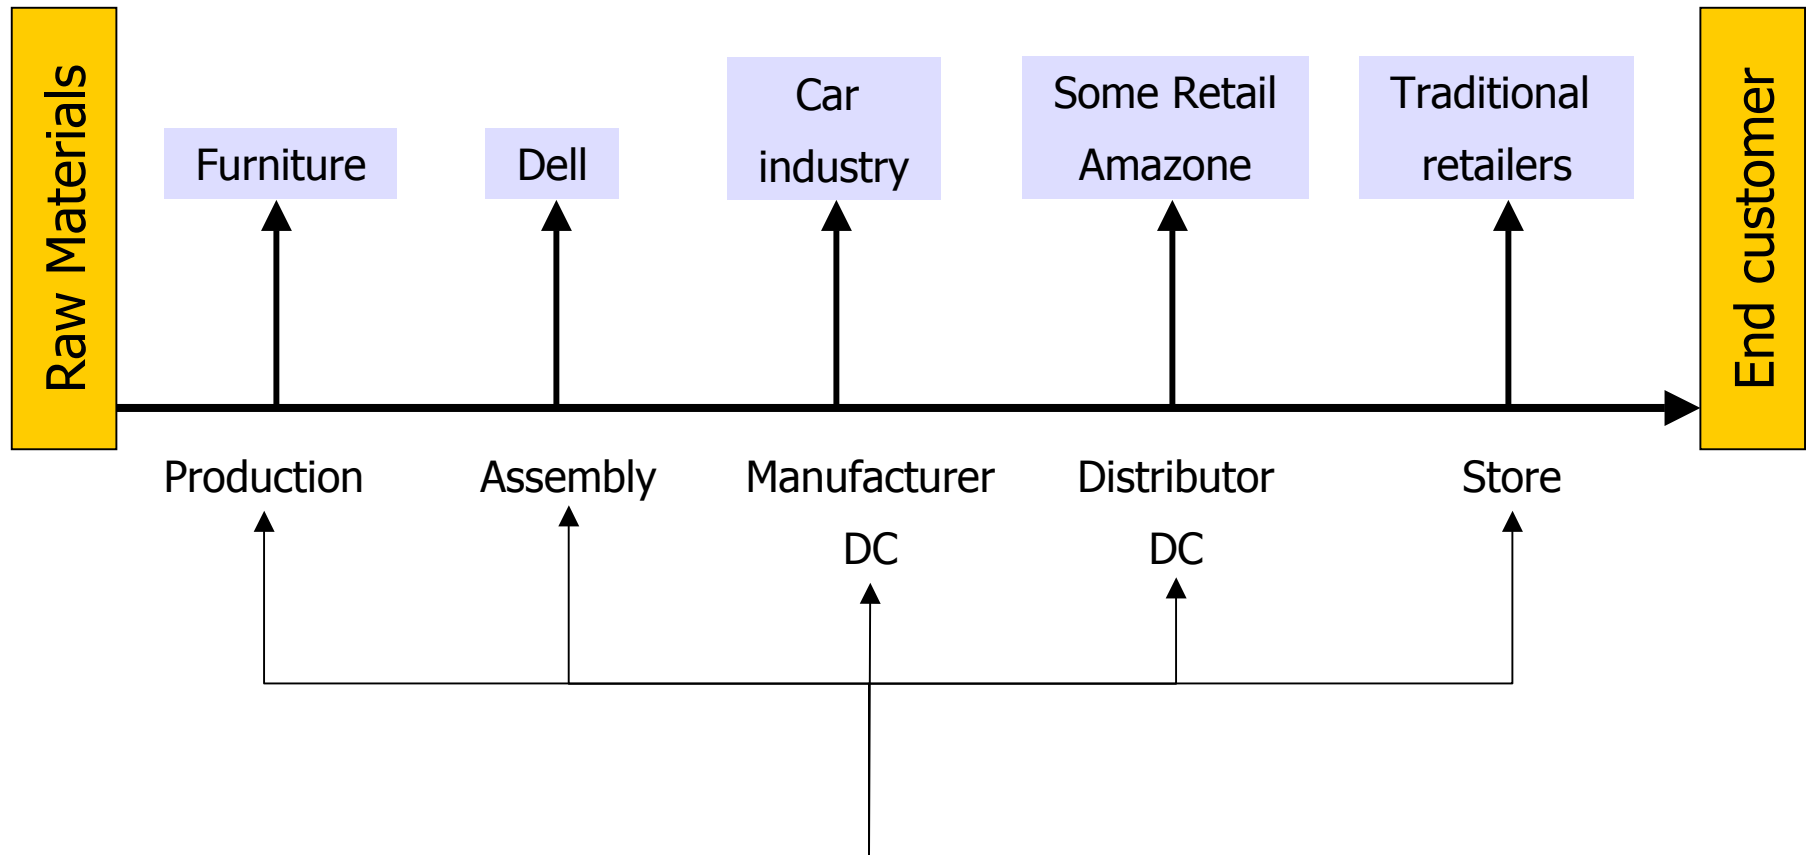 Raw Materials
Furniture
Dell
Car
industry
Some Retail
Amazone
Traditional
retailers
End customer
Production
Assembly
Manufacturer
DC
Distributor
DC
Store